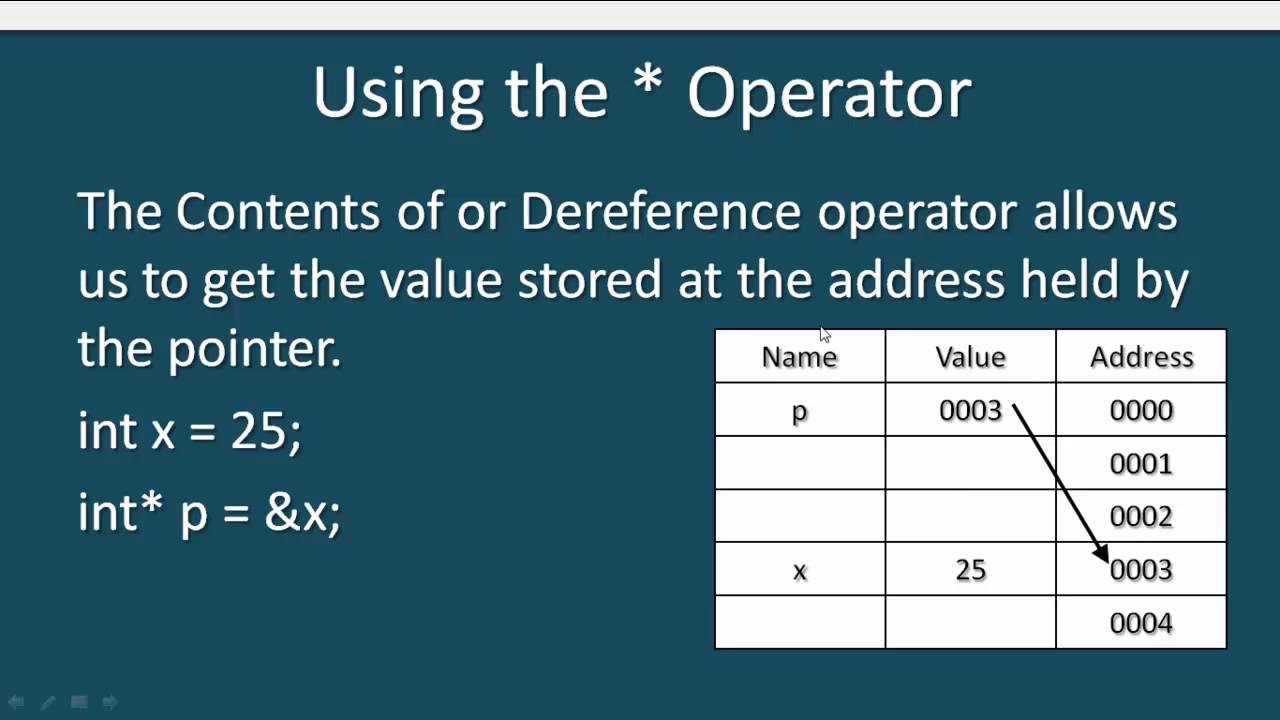 Using the * Operator
The Contents of or Dereference operator allows
us to get the value stored at the address held by
the pointer.
int x = 25;
int* p = &x;
Name Value Address
p 0003 0000
0001
0002
x 25 0003
0004